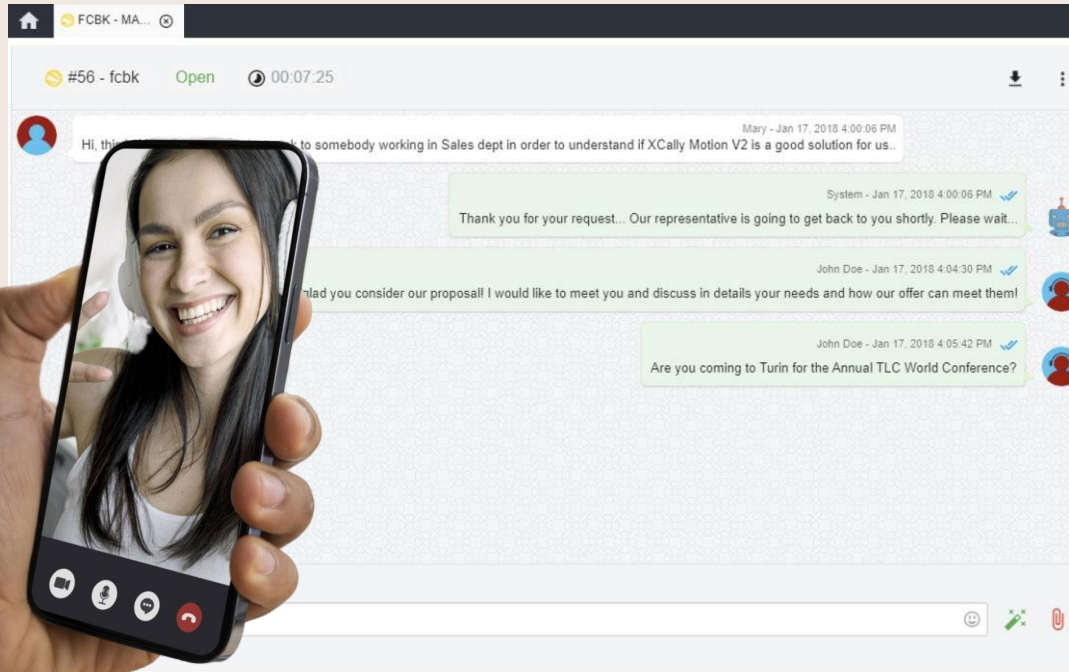 FCBK - MA...
#56 - fcbk Open 00:07:25
Mary - Jan 17, 2018 4:00:06 PM
Hi, to somebody working in Sales dept in order to understand if XCally Motion V2 is a good solution for us..
System - Jan 17, 2018 4:00:06 PM
Thank you for your request... Our representative is going to get back to you shortly. Please wait...
John Doe - Jan 17, 2018 4:04:30 PM
glad you consider our proposal! I would like to meet you and discuss in details your needs and how our offer can meet them!
John Doe - Jan 17, 2018 4:05:42 PM
Are you coming to Turin for the Annual TLC World Conference?